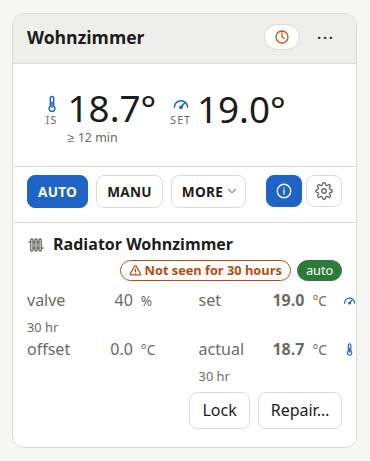 Wohnzimmer ...
IS 18.7° SET 19.0°
≥ 12 min
AUTO MANU MORE
Radiator Wohnzimmer
Not seen for 30 hours auto
valve 40 % set 19.0 °C
30 hr
offset 0.0 °C actual 18.7 °C
30 hr
Lock Repair...